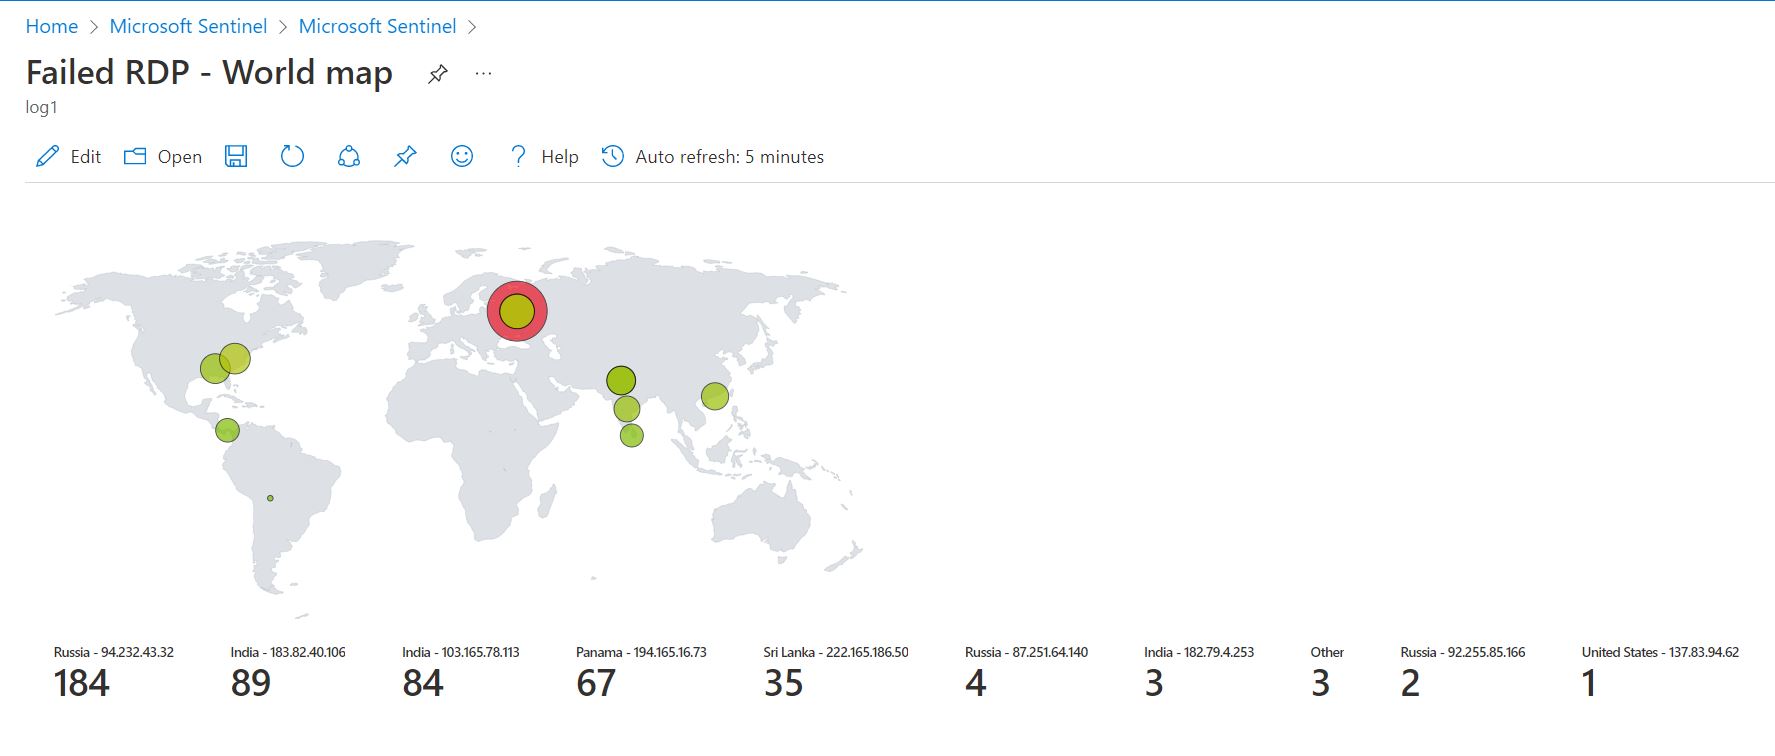 Home > Microsoft Sentinel > Microsoft Sentinel >
Failed RDP - World map ...
log1
Edit Open Help Auto refresh: 5 minutes
Russia - 94.232.43.32 India - 183.82.40.106 India - 103.165.78.113 Panama - 194.165.16.73 Sri Lanka - 222.165.186.50 Russia - 87.251.64.140 India - 182.79.4.253 Other Russia - 92.255.85.166 United States - 137.83.94.62
184 89 84 67 35 4 3 3 2 1